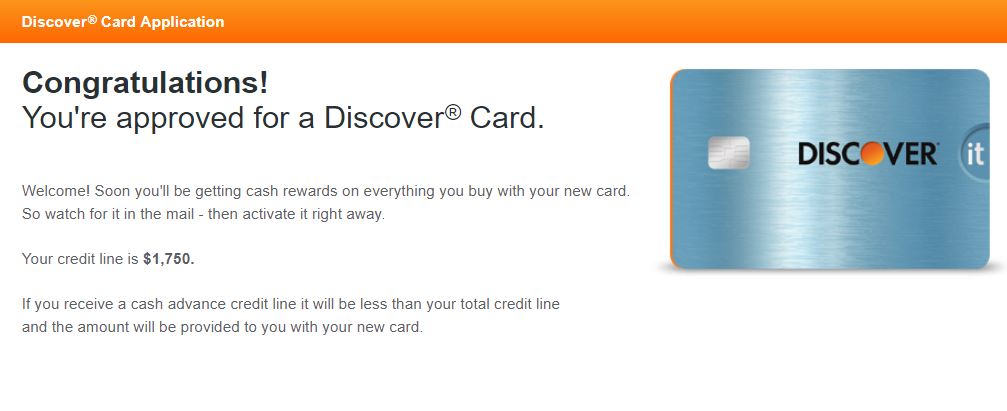 Discover® Card Application
Congratulations!
You're approved for a Discover® Card.
DISCOVER®
it
Welcome! Soon you'll be getting cash rewards on everything you buy with your new card.
So watch for it in the mail - then activate it right away.
Your credit line is $1,750.
If you receive a cash advance credit line it will be less than your total credit line
and the amount will be provided to you with your new card.